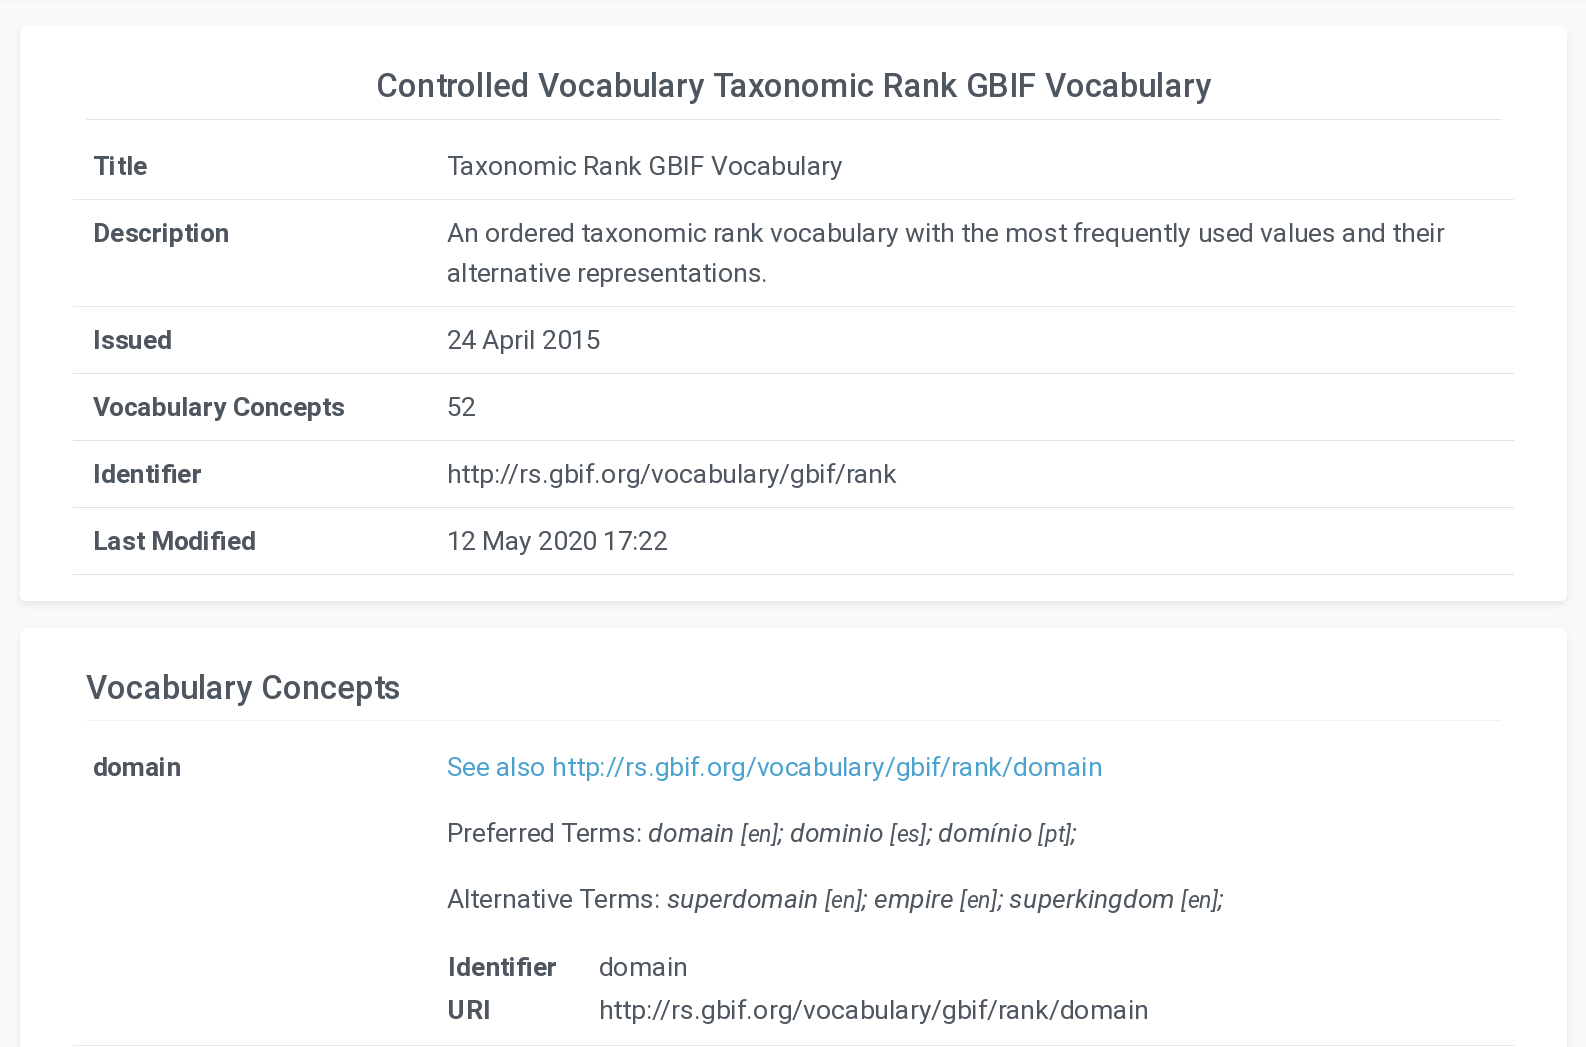 Controlled Vocabulary Taxonomic Rank GBIF Vocabulary
Title Taxonomic Rank GBIF Vocabulary
Description An ordered taxonomic rank vocabulary with the most frequently used values and their
alternative representations.
Issued 24 April 2015
Vocabulary Concepts 52
Identifier http://rs.gbif.org/vocabulary/gbif/rank
Last Modified 12 May 2020 17:22
Vocabulary Concepts
domain See also http://rs.gbif.org/vocabulary/gbif/rank/domain
Preferred Terms: domain [en]; dominio [es]; domínio [pt];
Alternative Terms: superdomain [en]; empire [en]; superkingdom [en];
Identifier domain
URI http://rs.gbif.org/vocabulary/gbif/rank/domain